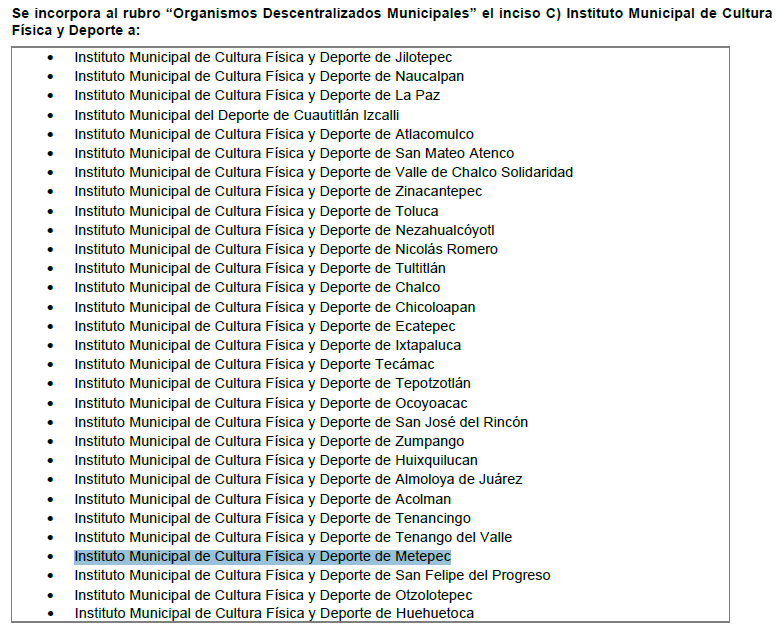 Se incorpora al rubro “Organismos Descentralizados Municipales” el inciso C) Instituto Municipal de Cultura
Física y Deporte a:
• Instituto Municipal de Cultura Física y Deporte de Jilotepec
• Instituto Municipal de Cultura Física y Deporte de Naucalpan
• Instituto Municipal de Cultura Física y Deporte de La Paz
• Instituto Municipal del Deporte de Cuautitlán Izcalli
• Instituto Municipal de Cultura Física y Deporte de Atlacomulco
• Instituto Municipal de Cultura Física y Deporte de San Mateo Atenco
• Instituto Municipal de Cultura Física y Deporte de Valle de Chalco Solidaridad
• Instituto Municipal de Cultura Física y Deporte de Zinacantepec
• Instituto Municipal de Cultura Física y Deporte de Toluca
• Instituto Municipal de Cultura Física y Deporte de Nezahualcóyotl
• Instituto Municipal de Cultura Física y Deporte de Nicolás Romero
• Instituto Municipal de Cultura Física y Deporte de Tultitlán
• Instituto Municipal de Cultura Física y Deporte de Chalco
• Instituto Municipal de Cultura Física y Deporte de Chicoloapan
• Instituto Municipal de Cultura Física y Deporte de Ecatepec
• Instituto Municipal de Cultura Física y Deporte de Ixtapaluca
• Instituto Municipal de Cultura Física y Deporte Tecámac
• Instituto Municipal de Cultura Física y Deporte de Tepotzotlán
• Instituto Municipal de Cultura Física y Deporte de Ocoyoacac
• Instituto Municipal de Cultura Física y Deporte de San José del Rincón
• Instituto Municipal de Cultura Física y Deporte de Zumpango
• Instituto Municipal de Cultura Física y Deporte de Huixquilucan
• Instituto Municipal de Cultura Física y Deporte de Almoloya de Juárez
• Instituto Municipal de Cultura Física y Deporte de Acolman
• Instituto Municipal de Cultura Física y Deporte de Tenancingo
• Instituto Municipal de Cultura Física y Deporte de Tenango del Valle
• Instituto Municipal de Cultura Física y Deporte de Metepec
• Instituto Municipal de Cultura Física y Deporte de San Felipe del Progreso
• Instituto Municipal de Cultura Física y Deporte de Otzolotepec
• Instituto Municipal de Cultura Física y Deporte de Huehuetoca